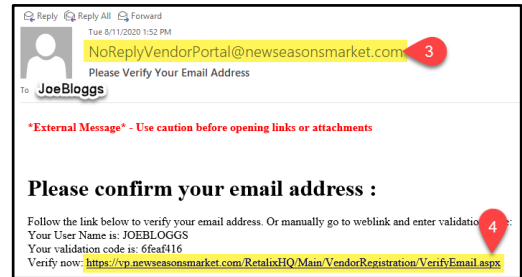 Reply Reply All Forward
Tue 8/11/2020 1:52 PM
NoReplyVendorPortal@newseasonsmarket.com 3
Please Verify Your Email Address
To JoeBloggs
*External Message* - Use caution before opening links or attachments
Please confirm your email address :
Follow the link below to verify your email address. Or manually go to weblink and enter validation
Your User Name is: JOEBLOGGS
Your validation code is: 6feaf416
4
Verify now: https://vp.newseasonsmarket.com/RetalixHQ/Main/VendorRegistration/VerifyEmail.aspx